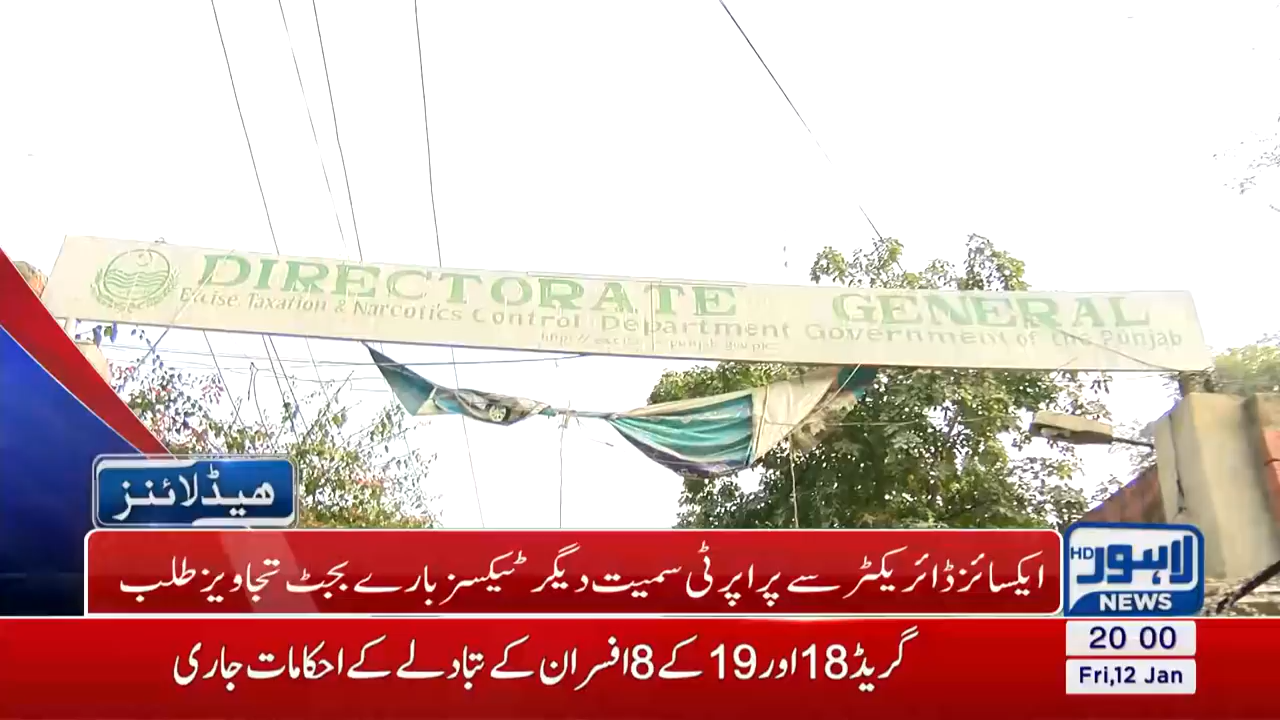 DIRECTORATE GENERAL
Excise, Taxation & Narcotics Control Department Government of the Punjab
ہیڈلائنز
ایکسائز ڈائریکٹر سے پراپرٹی سمیت دیگر ٹیکسز بارے بجٹ تجاویز طلب
HD لاہور
NEWS
گریڈ 18 اور 19 کے 8 افسران کے تبادلے کے احکامات جاری
20 00
Fri,12 Jan